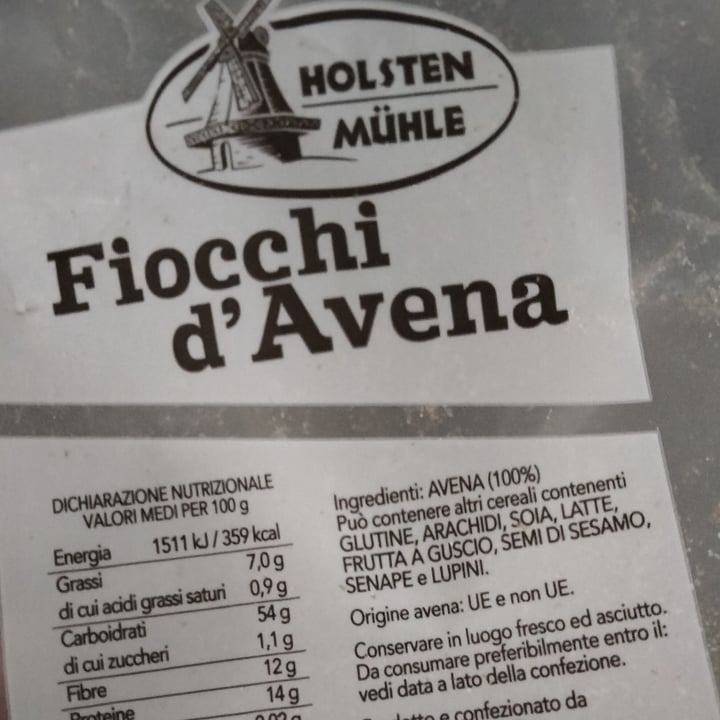 HOLSTEN
MÜHLE
Fiocchi
d'Avena
DICHIARAZIONE NUTRIZIONALE
VALORI MEDI PER 100 g
Energia 1511 kJ / 359 kcal
Grassi 7,0 g
di cui acidi grassi saturi 0,9 g
Carboidrati 54 g
di cui zuccheri 1,1 g
Fibre 12 g
Proteine 14 g
Ingredienti: AVENA (100%)
Può contenere altri cereali contenenti
GLUTINE, ARACHIDI, SOIA, LATTE,
FRUTTA A GUSCIO, SEMI DI SESAMO,
SENAPE e LUPINI.
Origine avena: UE e non UE.
Conservare in luogo fresco ed asciutto.
Da consumare preferibilmente entro il:
vedi data a lato della confezione.
e confezionato da